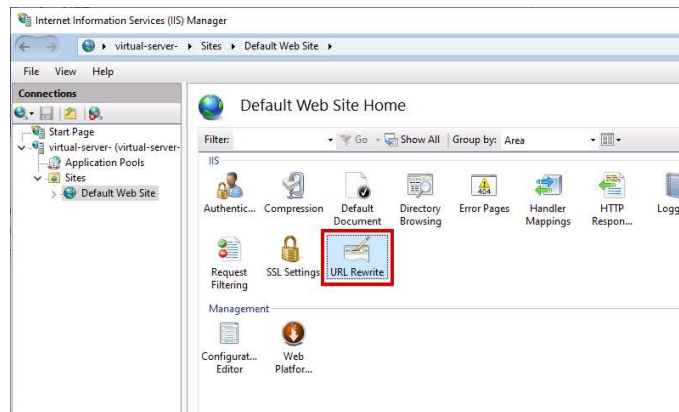 Internet Information Services (IIS) Manager
virtual-server- Sites Default Web Site
File View Help
Connections
Start Page
virtual-server- (virtual-server-
Application Pools
Sites
Default Web Site
Default Web Site Home
Filter: Go Show All Group by: Area
IIS
Authentic... Compression Default Document Directory Browsing Error Pages Handler Mappings HTTP Respon... Logg
404
Request Filtering SSL Settings URL Rewrite
Management
Configurat... Editor Web Platfor...